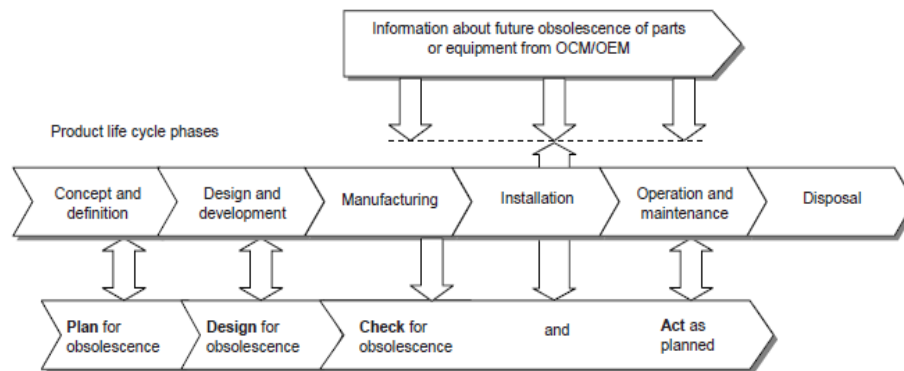 Information about future obsolescence of parts
or equipment from OCM/OEM
Product life cycle phases
Concept and
definition
Design and
development
Manufacturing
Installation
Operation and
maintenance
Disposal
Plan for
obsolescence
Design for
obsolescence
Check for
obsolescence
and
Act as
planned